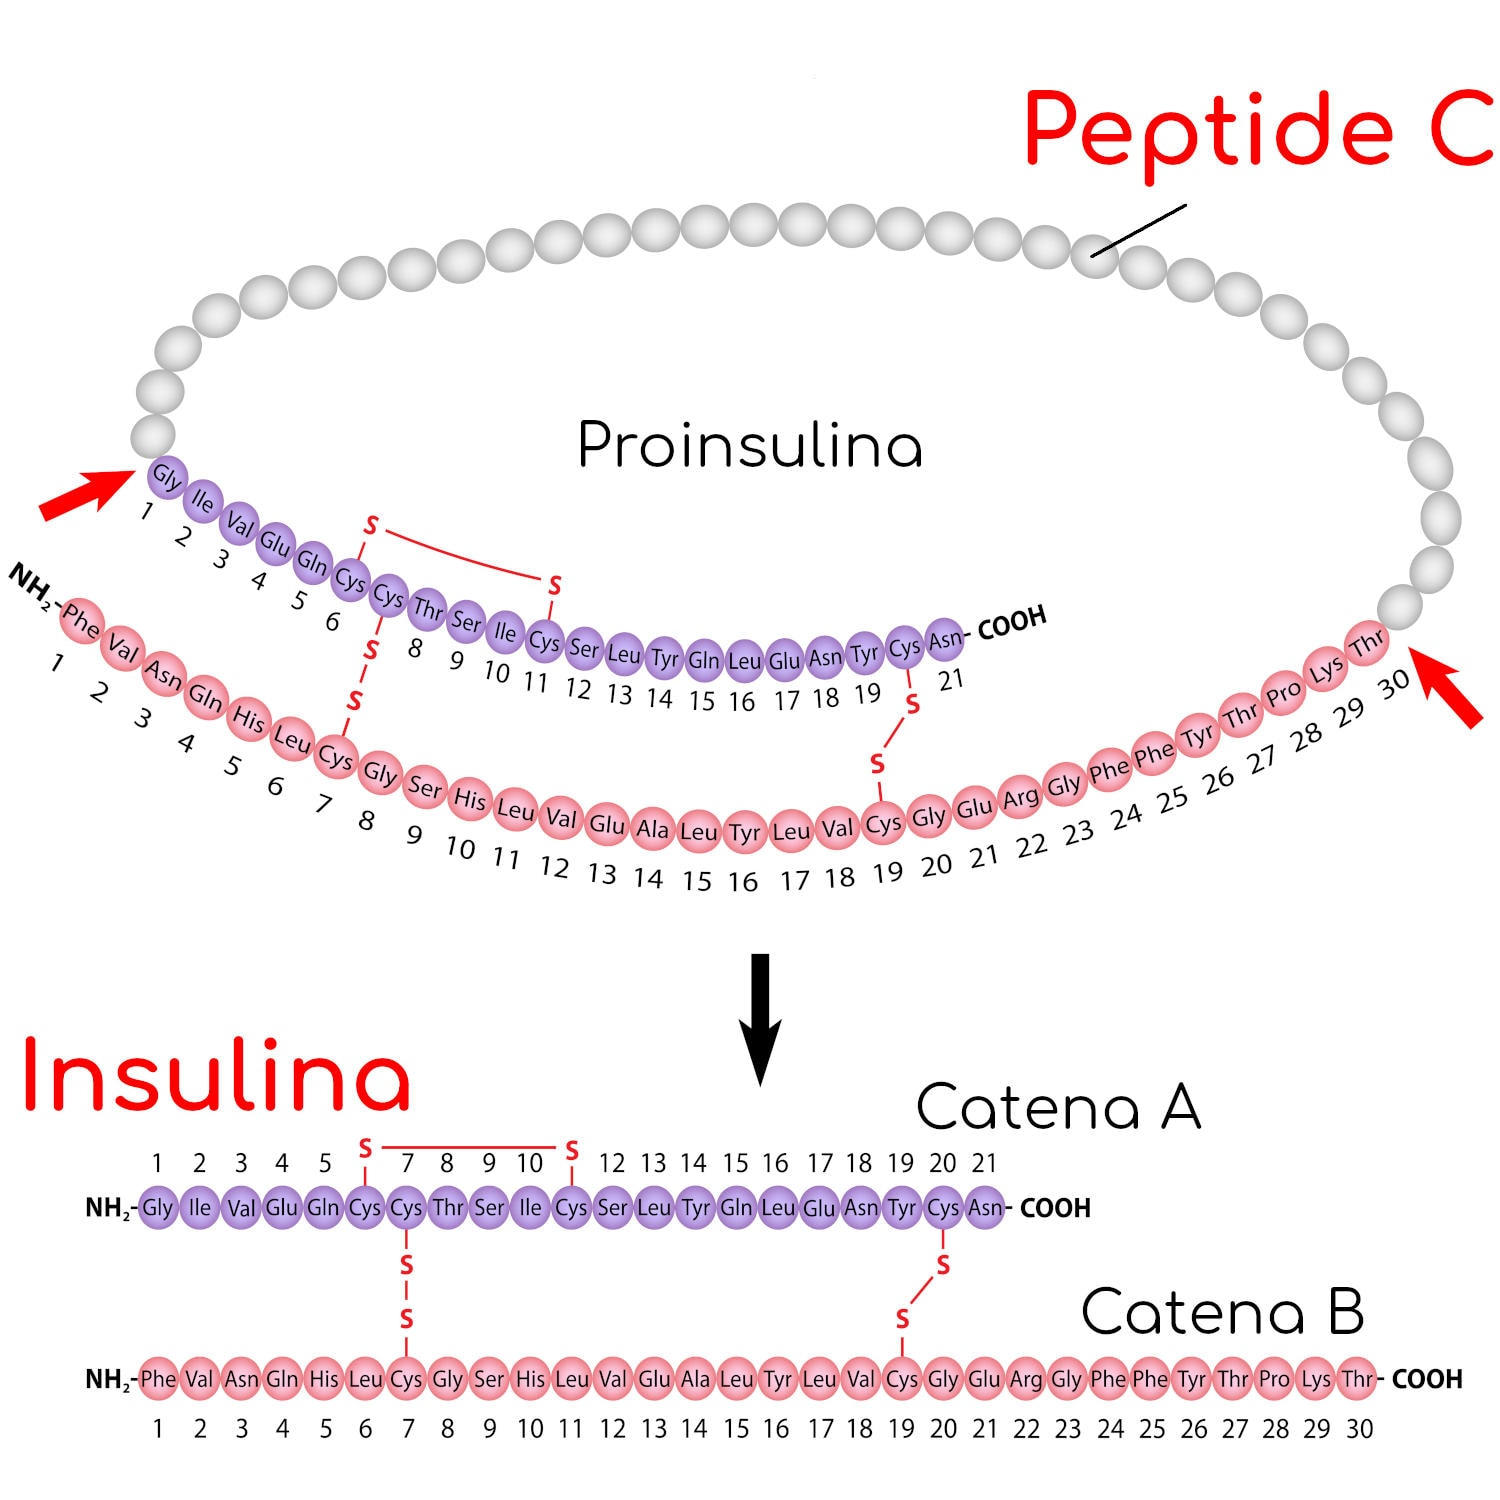 Peptide C
Proinsulina
Gly Ile Val Glu Gln Cys Cys Thr Ser Ile Cys Ser Leu Tyr Gln Leu Glu Asn Tyr Cys Asn - COOH
1 2 3 4 5 6 8 9 10 11 12 13 14 15 16 17 18 19 21
S S
S S
S S
NH₂- Phe Val Asn Gln His Leu Cys Gly Ser His Leu Val Glu Ala Leu Tyr Leu Val Cys Gly Glu Arg Gly Phe Phe Tyr Thr Pro Lys Thr
1 2 3 4 5 6 7 8 9 10 11 12 13 14 15 16 17 18 19 20 21 22 23 24 25 26 27 28 29 30
Insulina
Catena A
S S
1 2 3 4 5 7 8 9 10 12 13 14 15 16 17 18 19 20 21
NH₂- Gly Ile Val Glu Gln Cys Cys Thr Ser Ile Cys Ser Leu Tyr Gln Leu Glu Asn Tyr Cys Asn - COOH
S S
S S
Catena B
NH₂- Phe Val Asn Gln His Leu Cys Gly Ser His Leu Val Glu Ala Leu Tyr Leu Val Cys Gly Glu Arg Gly Phe Phe Tyr Thr Pro Lys Thr - COOH
1 2 3 4 5 6 7 8 9 10 11 12 13 14 15 16 17 18 19 20 21 22 23 24 25 26 27 28 29 30